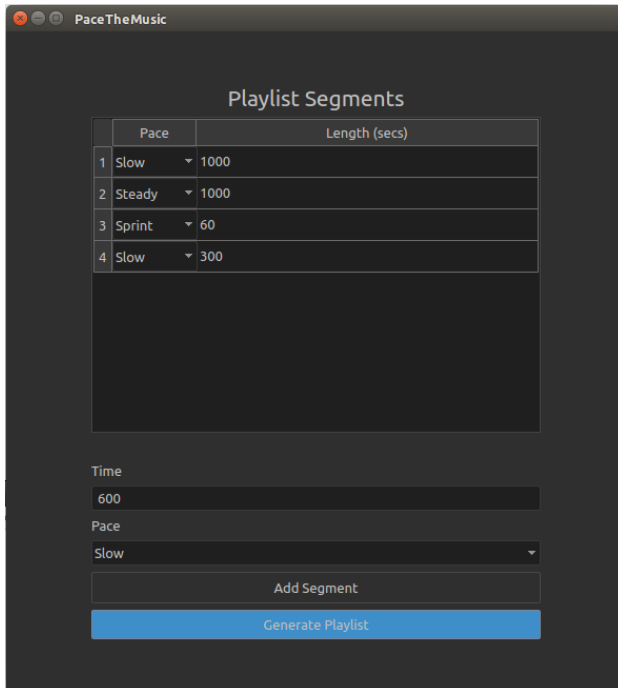 PaceTheMusic
Playlist Segments
Pace Length (secs)
1 Slow 1000
2 Steady 1000
3 Sprint 60
4 Slow 300
Time
600
Pace
Slow
Add Segment
Generate Playlist